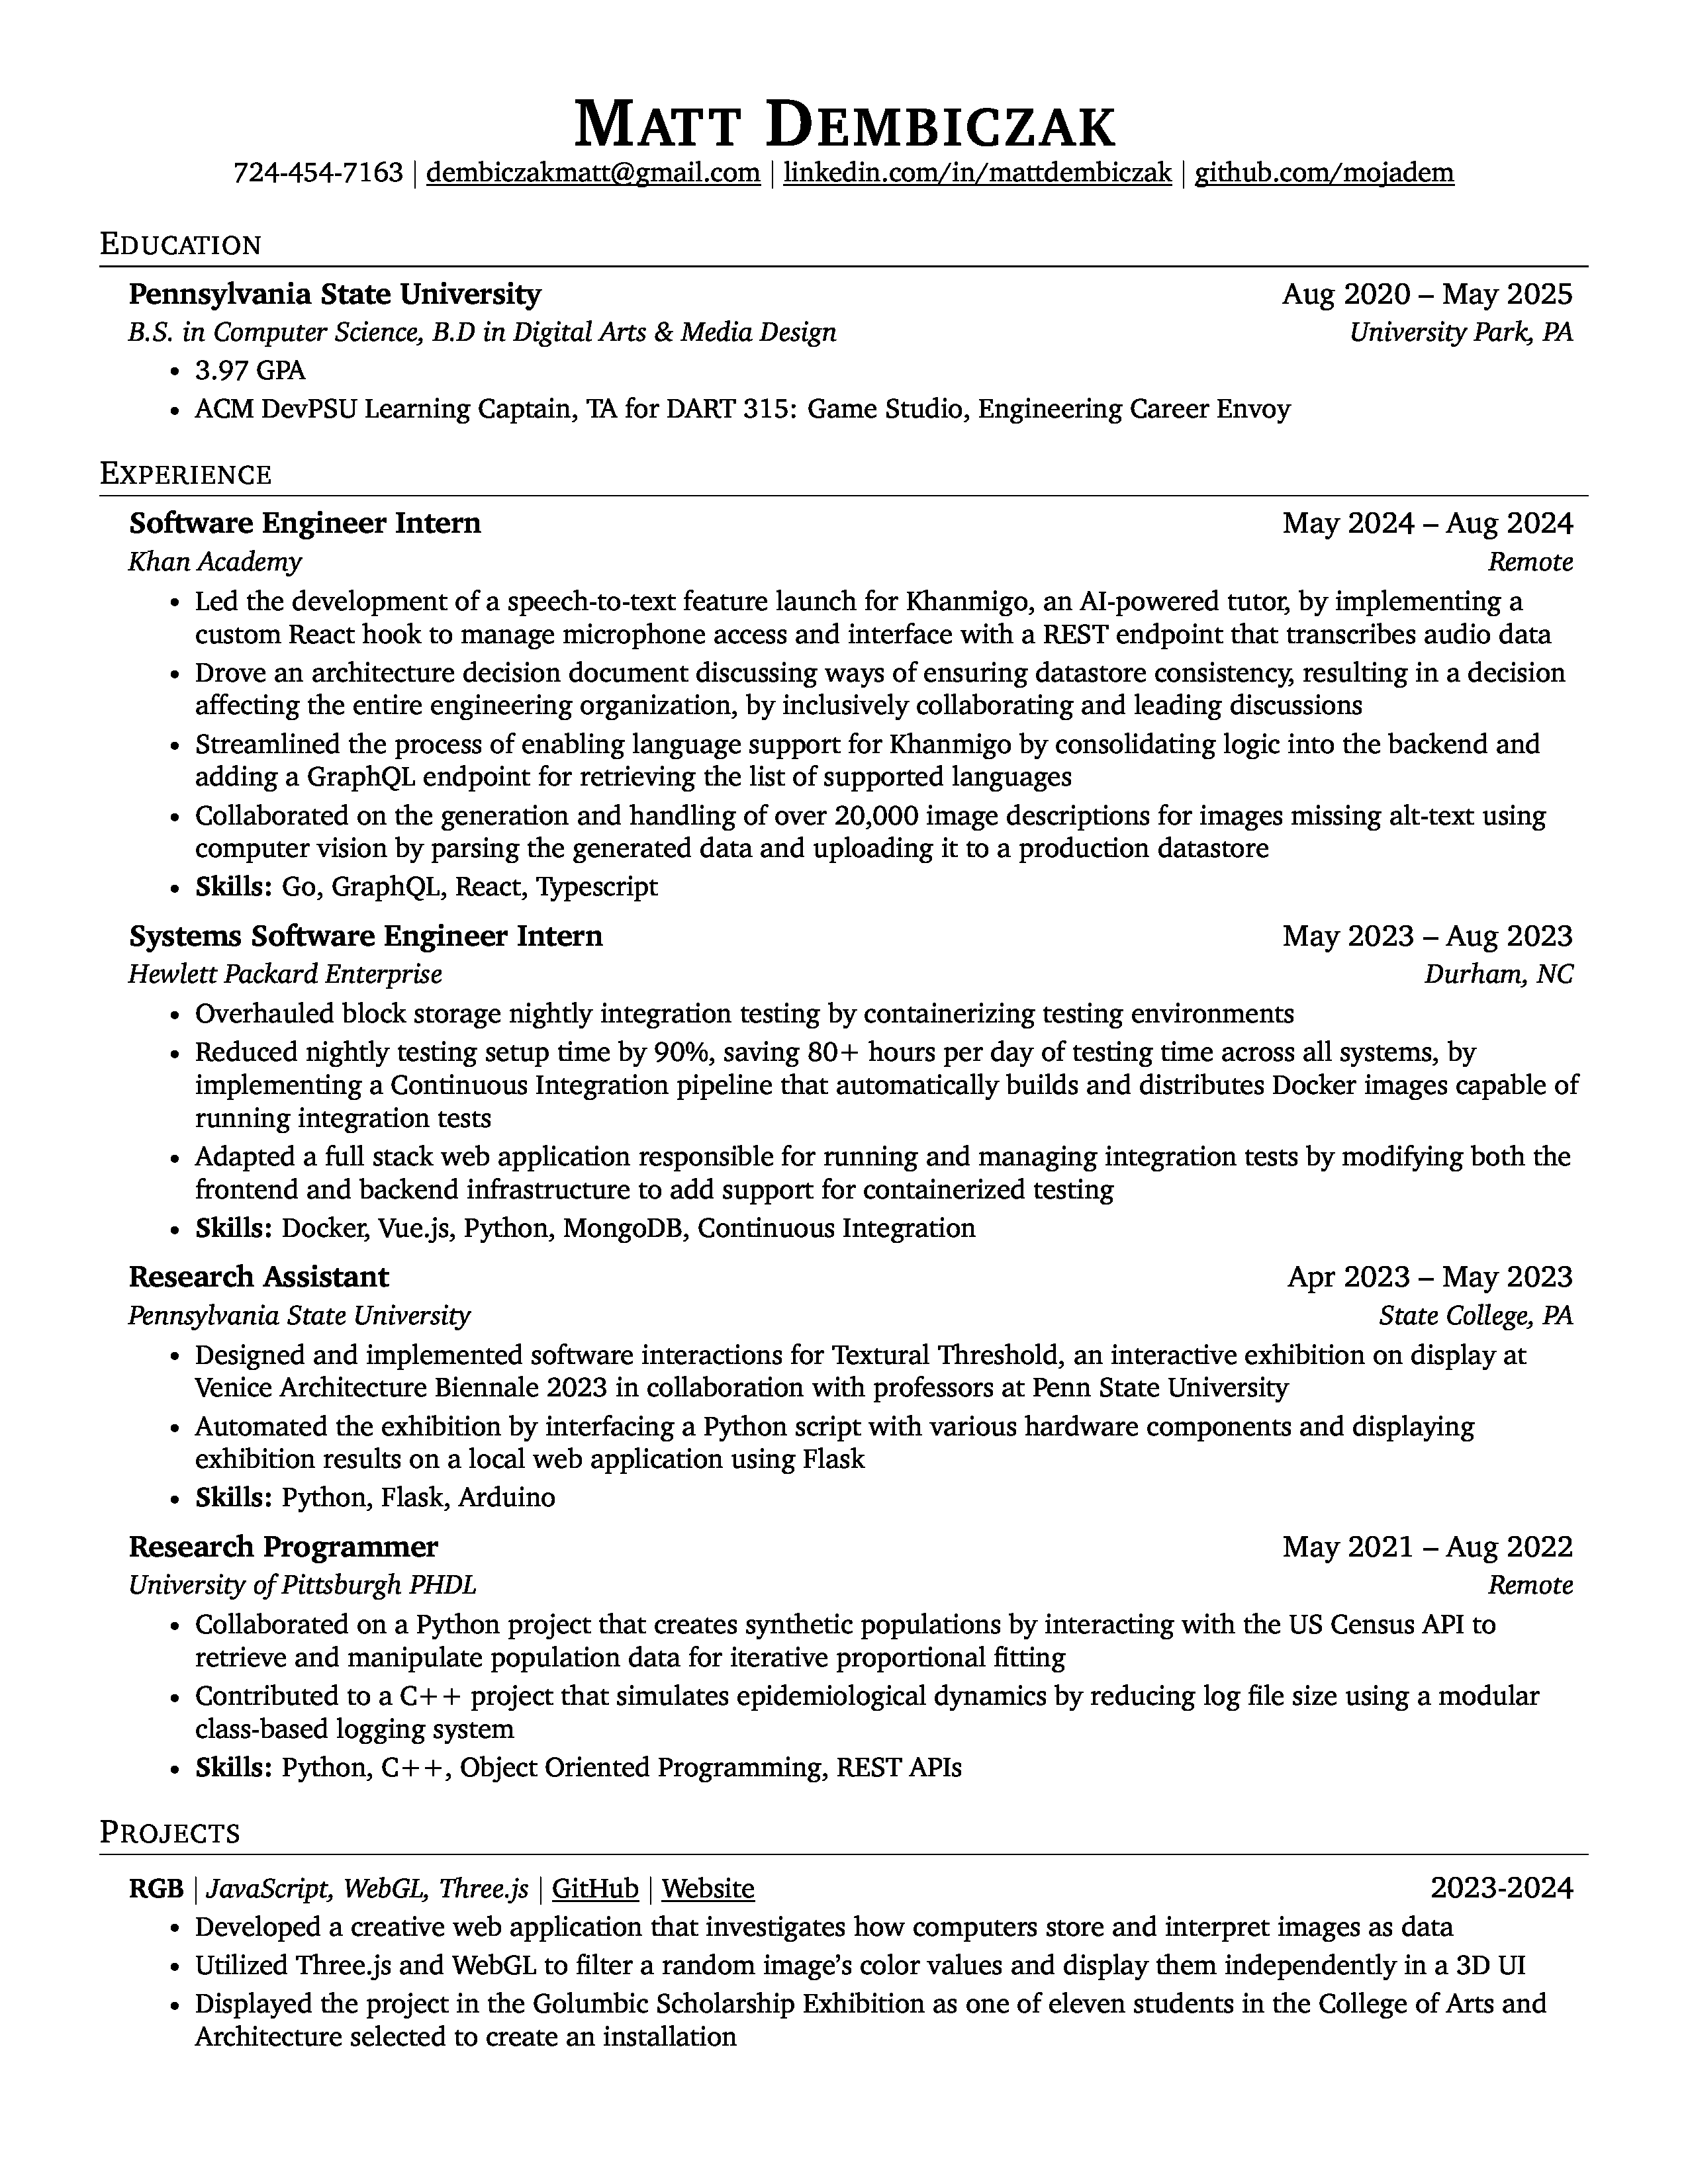 MATT DEMBICZAK
724-454-7163 | dembiczakmatt@gmail.com | linkedin.com/in/mattdembiczak | github.com/mojadem
EDUCATION
Pennsylvania State University Aug 2020 – May 2025
B.S. in Computer Science, B.D in Digital Arts & Media Design University Park, PA
• 3.97 GPA
• ACM DevPSU Learning Captain, TA for DART 315: Game Studio, Engineering Career Envoy
EXPERIENCE
Software Engineer Intern May 2024 – Aug 2024
Khan Academy Remote
• Led the development of a speech-to-text feature launch for Khanmigo, an AI-powered tutor, by implementing a
custom React hook to manage microphone access and interface with a REST endpoint that transcribes audio data
• Drove an architecture decision document discussing ways of ensuring datastore consistency, resulting in a decision
affecting the entire engineering organization, by inclusively collaborating and leading discussions
• Streamlined the process of enabling language support for Khanmigo by consolidating logic into the backend and
adding a GraphQL endpoint for retrieving the list of supported languages
• Collaborated on the generation and handling of over 20,000 image descriptions for images missing alt-text using
computer vision by parsing the generated data and uploading it to a production datastore
• Skills: Go, GraphQL, React, Typescript
Systems Software Engineer Intern May 2023 – Aug 2023
Hewlett Packard Enterprise Durham, NC
• Overhauled block storage nightly integration testing by containerizing testing environments
• Reduced nightly testing setup time by 90%, saving 80+ hours per day of testing time across all systems, by
implementing a Continuous Integration pipeline that automatically builds and distributes Docker images capable of
running integration tests
• Adapted a full stack web application responsible for running and managing integration tests by modifying both the
frontend and backend infrastructure to add support for containerized testing
• Skills: Docker, Vue.js, Python, MongoDB, Continuous Integration
Research Assistant Apr 2023 – May 2023
Pennsylvania State University State College, PA
• Designed and implemented software interactions for Textural Threshold, an interactive exhibition on display at
Venice Architecture Biennale 2023 in collaboration with professors at Penn State University
• Automated the exhibition by interfacing a Python script with various hardware components and displaying
exhibition results on a local web application using Flask
• Skills: Python, Flask, Arduino
Research Programmer May 2021 – Aug 2022
University of Pittsburgh PHDL Remote
• Collaborated on a Python project that creates synthetic populations by interacting with the US Census API to
retrieve and manipulate population data for iterative proportional fitting
• Contributed to a C++ project that simulates epidemiological dynamics by reducing log file size using a modular
class-based logging system
• Skills: Python, C++, Object Oriented Programming, REST APIs
PROJECTS
RGB | JavaScript, WebGL, Three.js | GitHub | Website 2023-2024
• Developed a creative web application that investigates how computers store and interpret images as data
• Utilized Three.js and WebGL to filter a random image’s color values and display them independently in a 3D UI
• Displayed the project in the Golumbic Scholarship Exhibition as one of eleven students in the College of Arts and
Architecture selected to create an installation